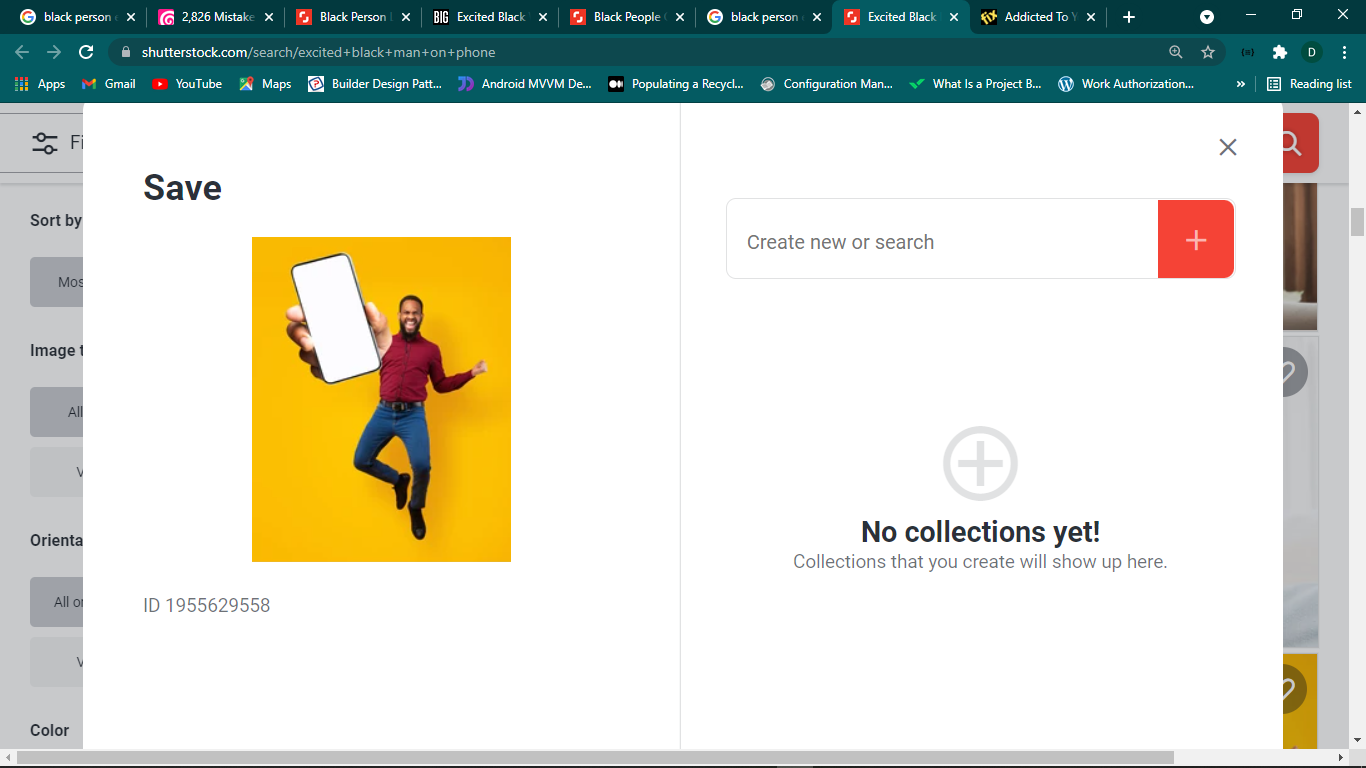 black person
2,826 Mistake
Black Person
BIG
Excited Black
Black People
black person
Excited Black
Addicted To Y
shutterstock.com/search/excited+black+man+on+phone
D
Apps
Gmail
YouTube
Maps
Builder Design Patt...
Android MVVM De...
Populating a Recycl...
Configuration Man...
What Is a Project B...
Work Authorization...
»
Reading list
Fi
Save
Create new or search
Sort by
Mos
Image t
All
V
No collections yet!
Orienta
Collections that you create will show up here.
All or
ID 1955629558
V
Color